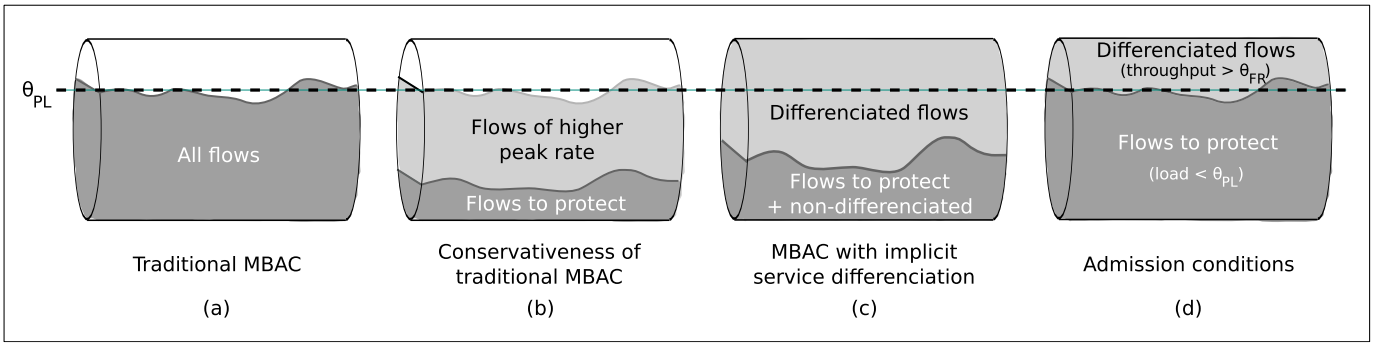 θPL
All flows
Traditional MBAC
(a)
Flows of higher
peak rate
Flows to protect
Conservativeness of
traditional MBAC
(b)
Differenciated flows
Flows to protect
+ non-differenciated
MBAC with implicit
service differenciation
(c)
Differenciated flows
(throughput > θFR)
Flows to protect
(load < θPL)
Admission conditions
(d)